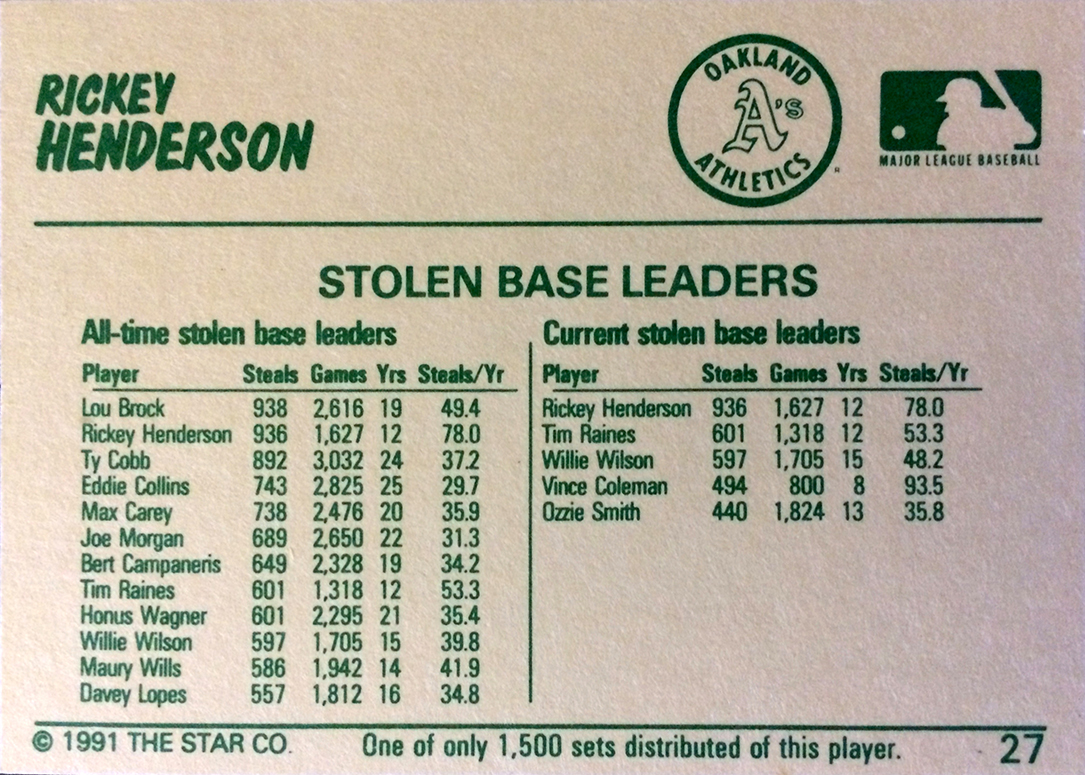 RICKEY
HENDERSON
OAKLAND
A's
ATHLETICS
MAJOR LEAGUE BASEBALL
STOLEN BASE LEADERS
All-time stolen base leaders
Player Steals Games Yrs Steals/Yr
Lou Brock 938 2,616 19 49.4
Rickey Henderson 936 1,627 12 78.0
Ty Cobb 892 3,032 24 37.2
Eddie Collins 743 2,825 25 29.7
Max Carey 738 2,476 20 35.9
Joe Morgan 689 2,650 22 31.3
Bert Campaneris 649 2,328 19 34.2
Tim Raines 601 1,318 12 53.3
Honus Wagner 601 2,295 21 35.4
Willie Wilson 597 1,705 15 39.8
Maury Wills 586 1,942 14 41.9
Davey Lopes 557 1,812 16 34.8
Current stolen base leaders
Player Steals Games Yrs Steals/Yr
Rickey Henderson 936 1,627 12 78.0
Tim Raines 601 1,318 12 53.3
Willie Wilson 597 1,705 15 48.2
Vince Coleman 494 800 8 93.5
Ozzie Smith 440 1,824 13 35.8
© 1991 THE STAR CO. One of only 1,500 sets distributed of this player. 27